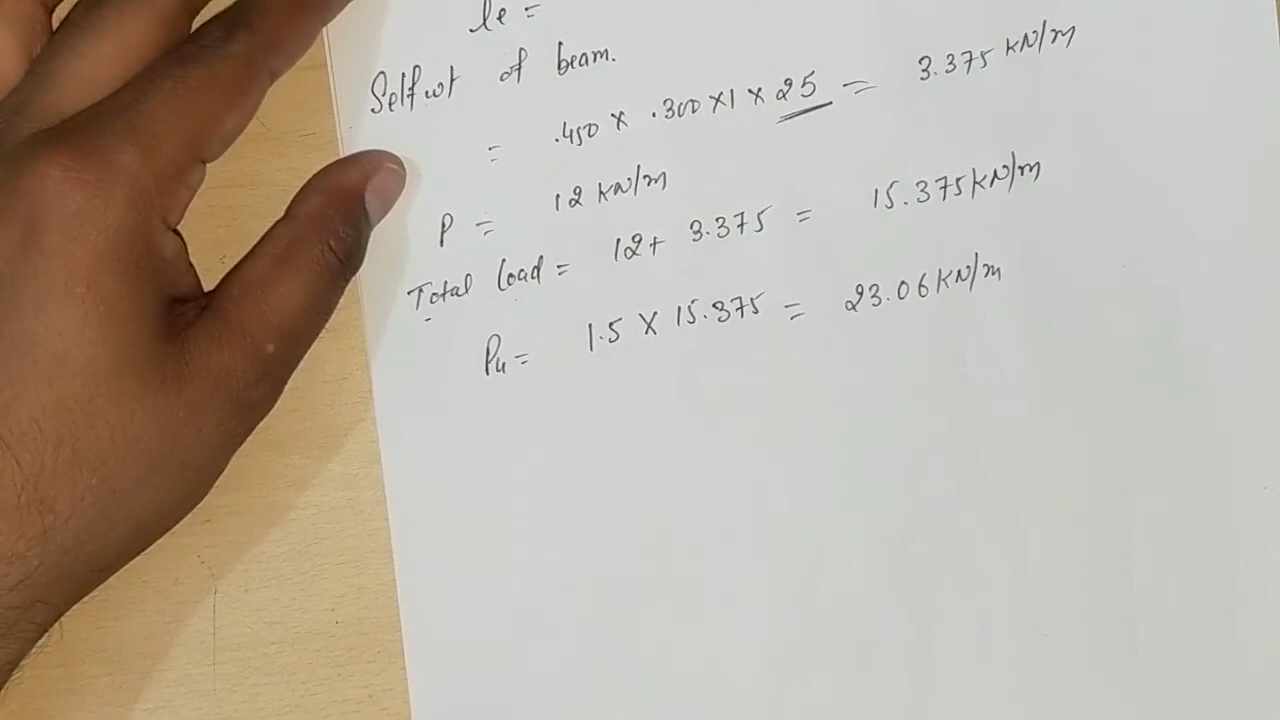 le =
Selfwt of beam.
= .450 × .300 × 1 × 25 = 3.375 KN/m
P = 12 KN/m
Total load = 12 + 3.375 = 15.375 KN/m
Pu = 1.5 × 15.375 = 23.06 KN/m